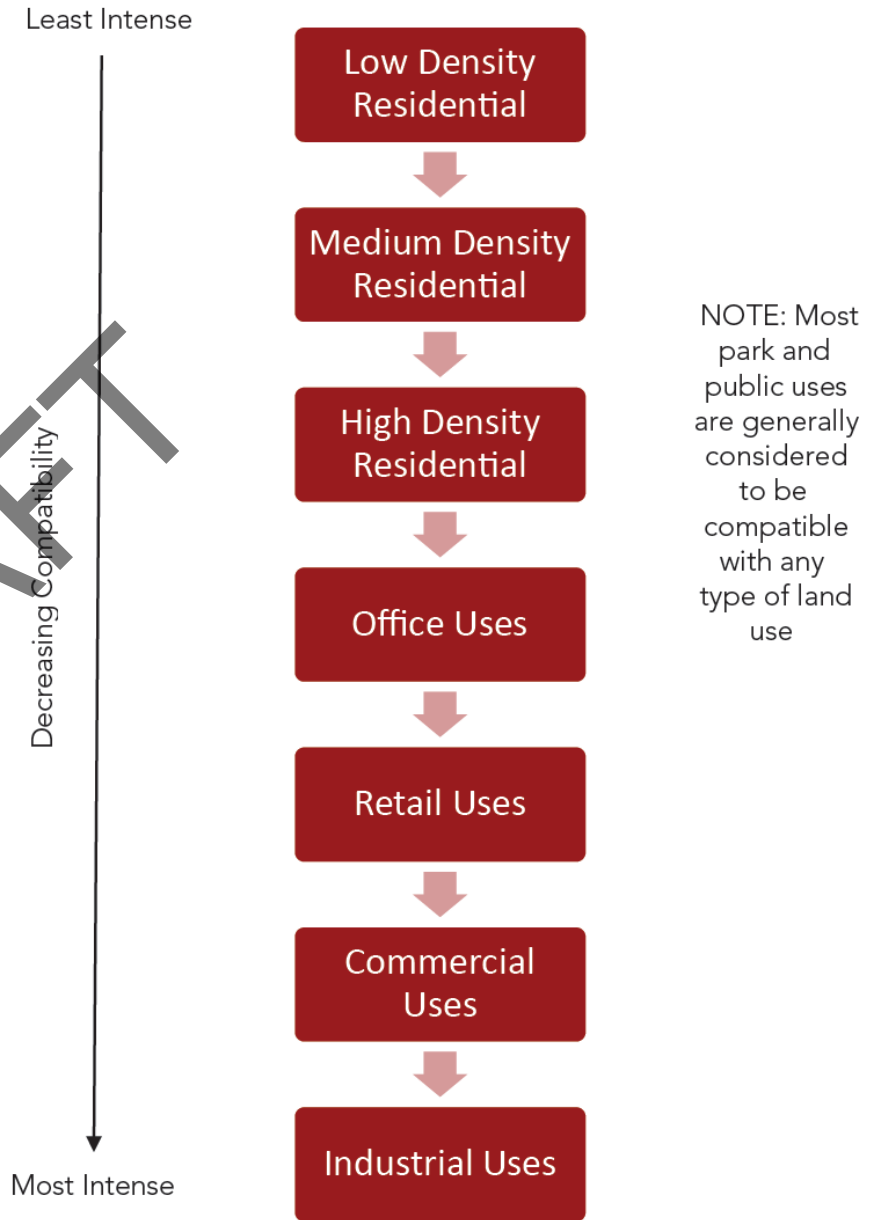 Least Intense
Low Density
Residential
Medium Density
Residential
High Density
Residential
Office Uses
Retail Uses
Commercial
Uses
Industrial Uses
Decreasing Compatibility
Most Intense
NOTE: Most
park and
public uses
are generally
considered
to be
compatible
with any
type of land
use